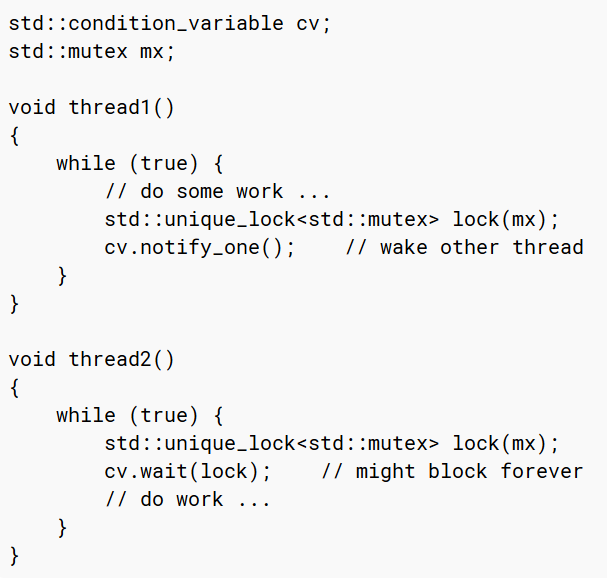 std::condition_variable cv;
std::mutex mx;

void thread1()
{
    while (true) {
        // do some work ...
        std::unique_lock<std::mutex> lock(mx);
        cv.notify_one();    // wake other thread
    }
}

void thread2()
{
    while (true) {
        std::unique_lock<std::mutex> lock(mx);
        cv.wait(lock);    // might block forever
        // do work ...
    }
}